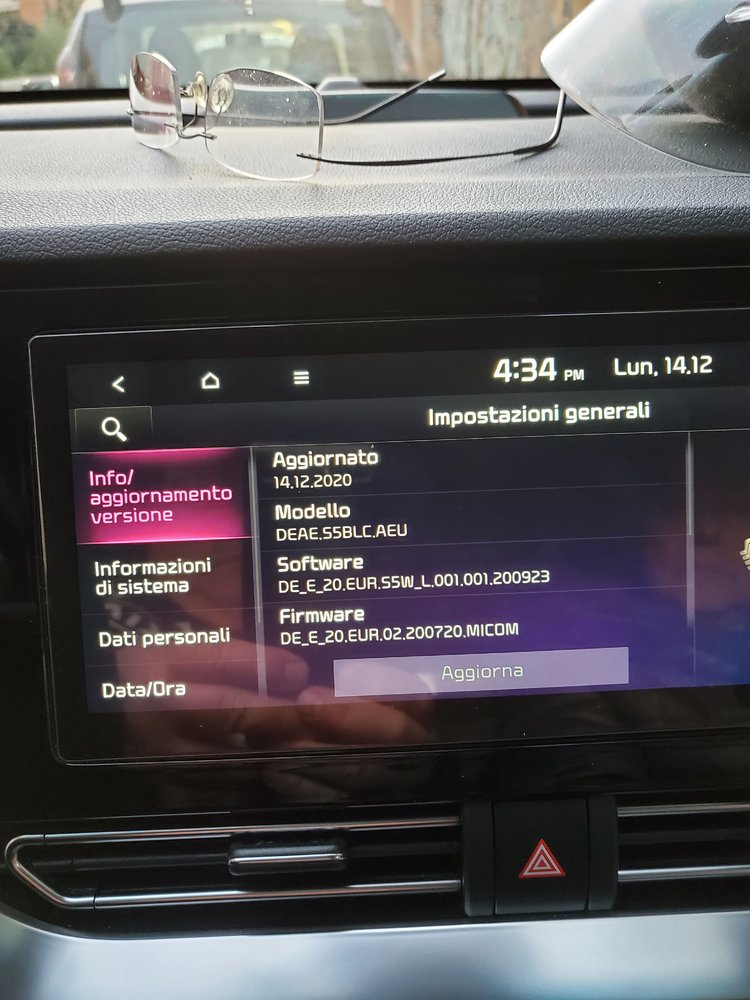 4:34 PM Lun, 14.12
Impostazioni generali
Info/
aggiornamento
versione
Informazioni
di sistema
Dati personali
Data/Ora
Aggiornato
14.12.2020
Modello
DEAE.S5BLC.AEU
Software
DE_E_20.EUR.S5W_L.001.001.200923
Firmware
DE_E_20.EUR.02.200720.MICOM
Aggiorna